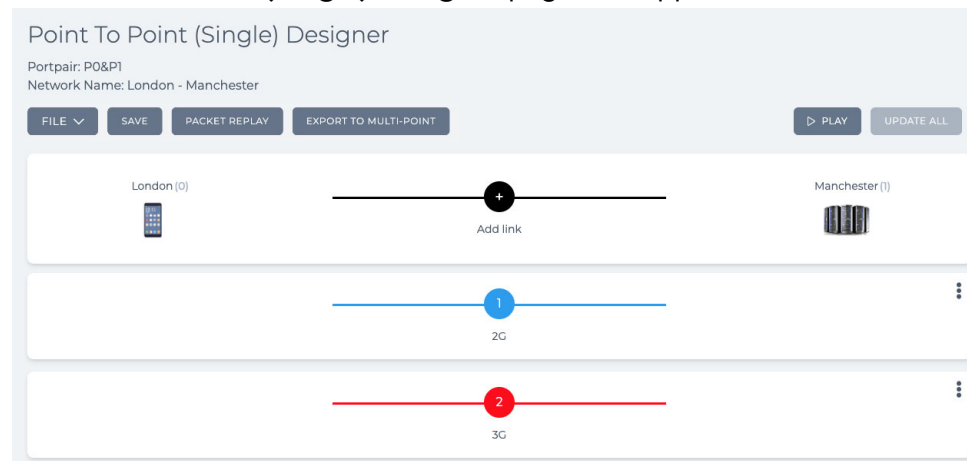 Point To Point (Single) Designer
Portpair: P0&P1
Network Name: London - Manchester
FILE SAVE PACKET REPLAY EXPORT TO MULTI-POINT PLAY UPDATE ALL
London (0) + Manchester (1)
Add link
1
2G
2
3G